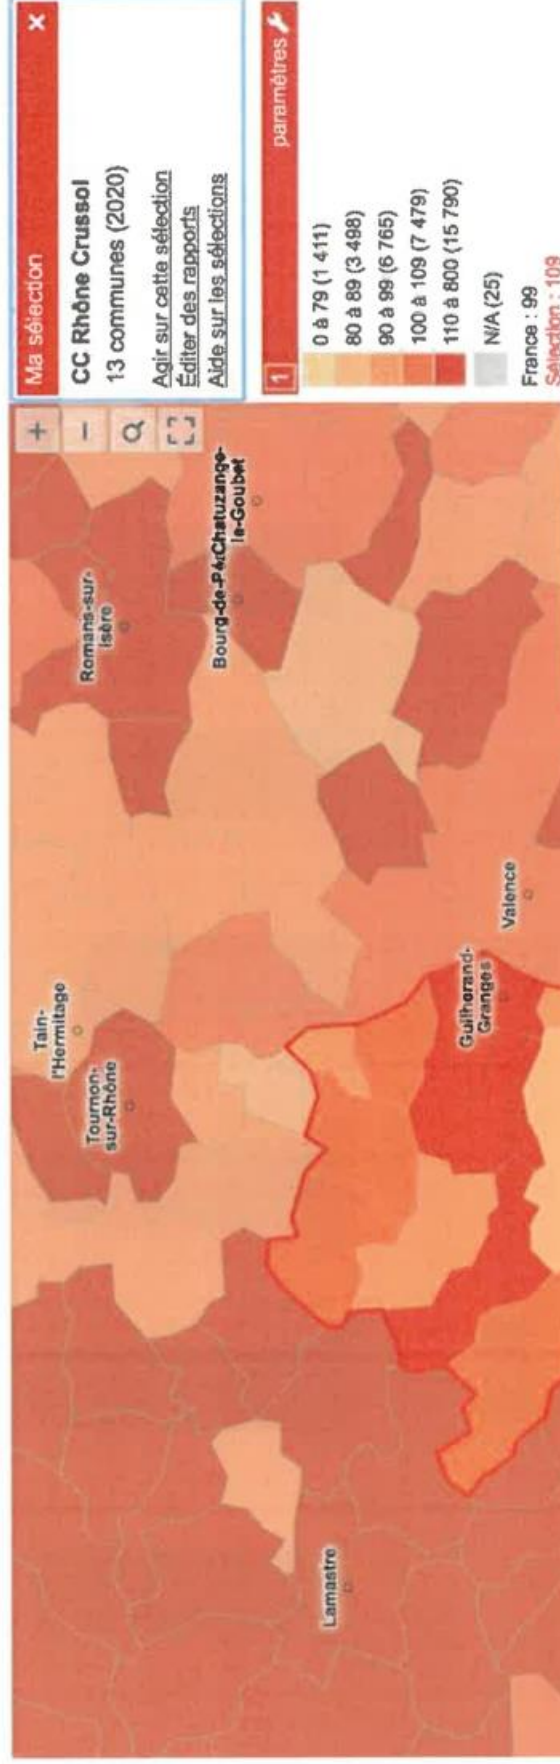 Ma sélection
×
CC Rhône Crussol
13 communes (2020)
Agir sur cette sélection
Éditer des rapports
Aide sur les sélections
1
paramètres
0 à 79 (1 411)
80 à 89 (3 498)
90 à 99 (6 765)
100 à 109 (7 479)
110 à 800 (15 790)
N/A (25)
France : 99
Sélection : 109
+
−
Romans-sur-
Isère
Bourg-de-Pé
Chatuzange-
le-Goubet
Tain-
l'Hermitage
Tournon-
sur-Rhône
Valence
Guilherand-
Granges
Lamastre